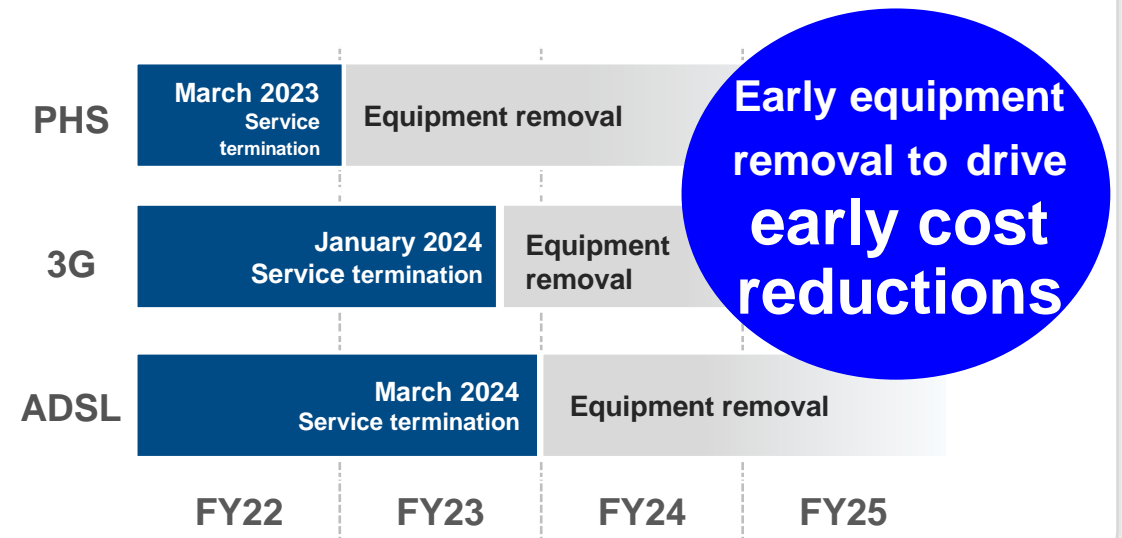 PHS
March 2023
Service
termination
Equipment removal
3G
January 2024
Service termination
Equipment
removal
ADSL
March 2024
Service termination
Equipment removal
Early equipment
removal to drive
early cost
reductions
FY22 FY23 FY24 FY25